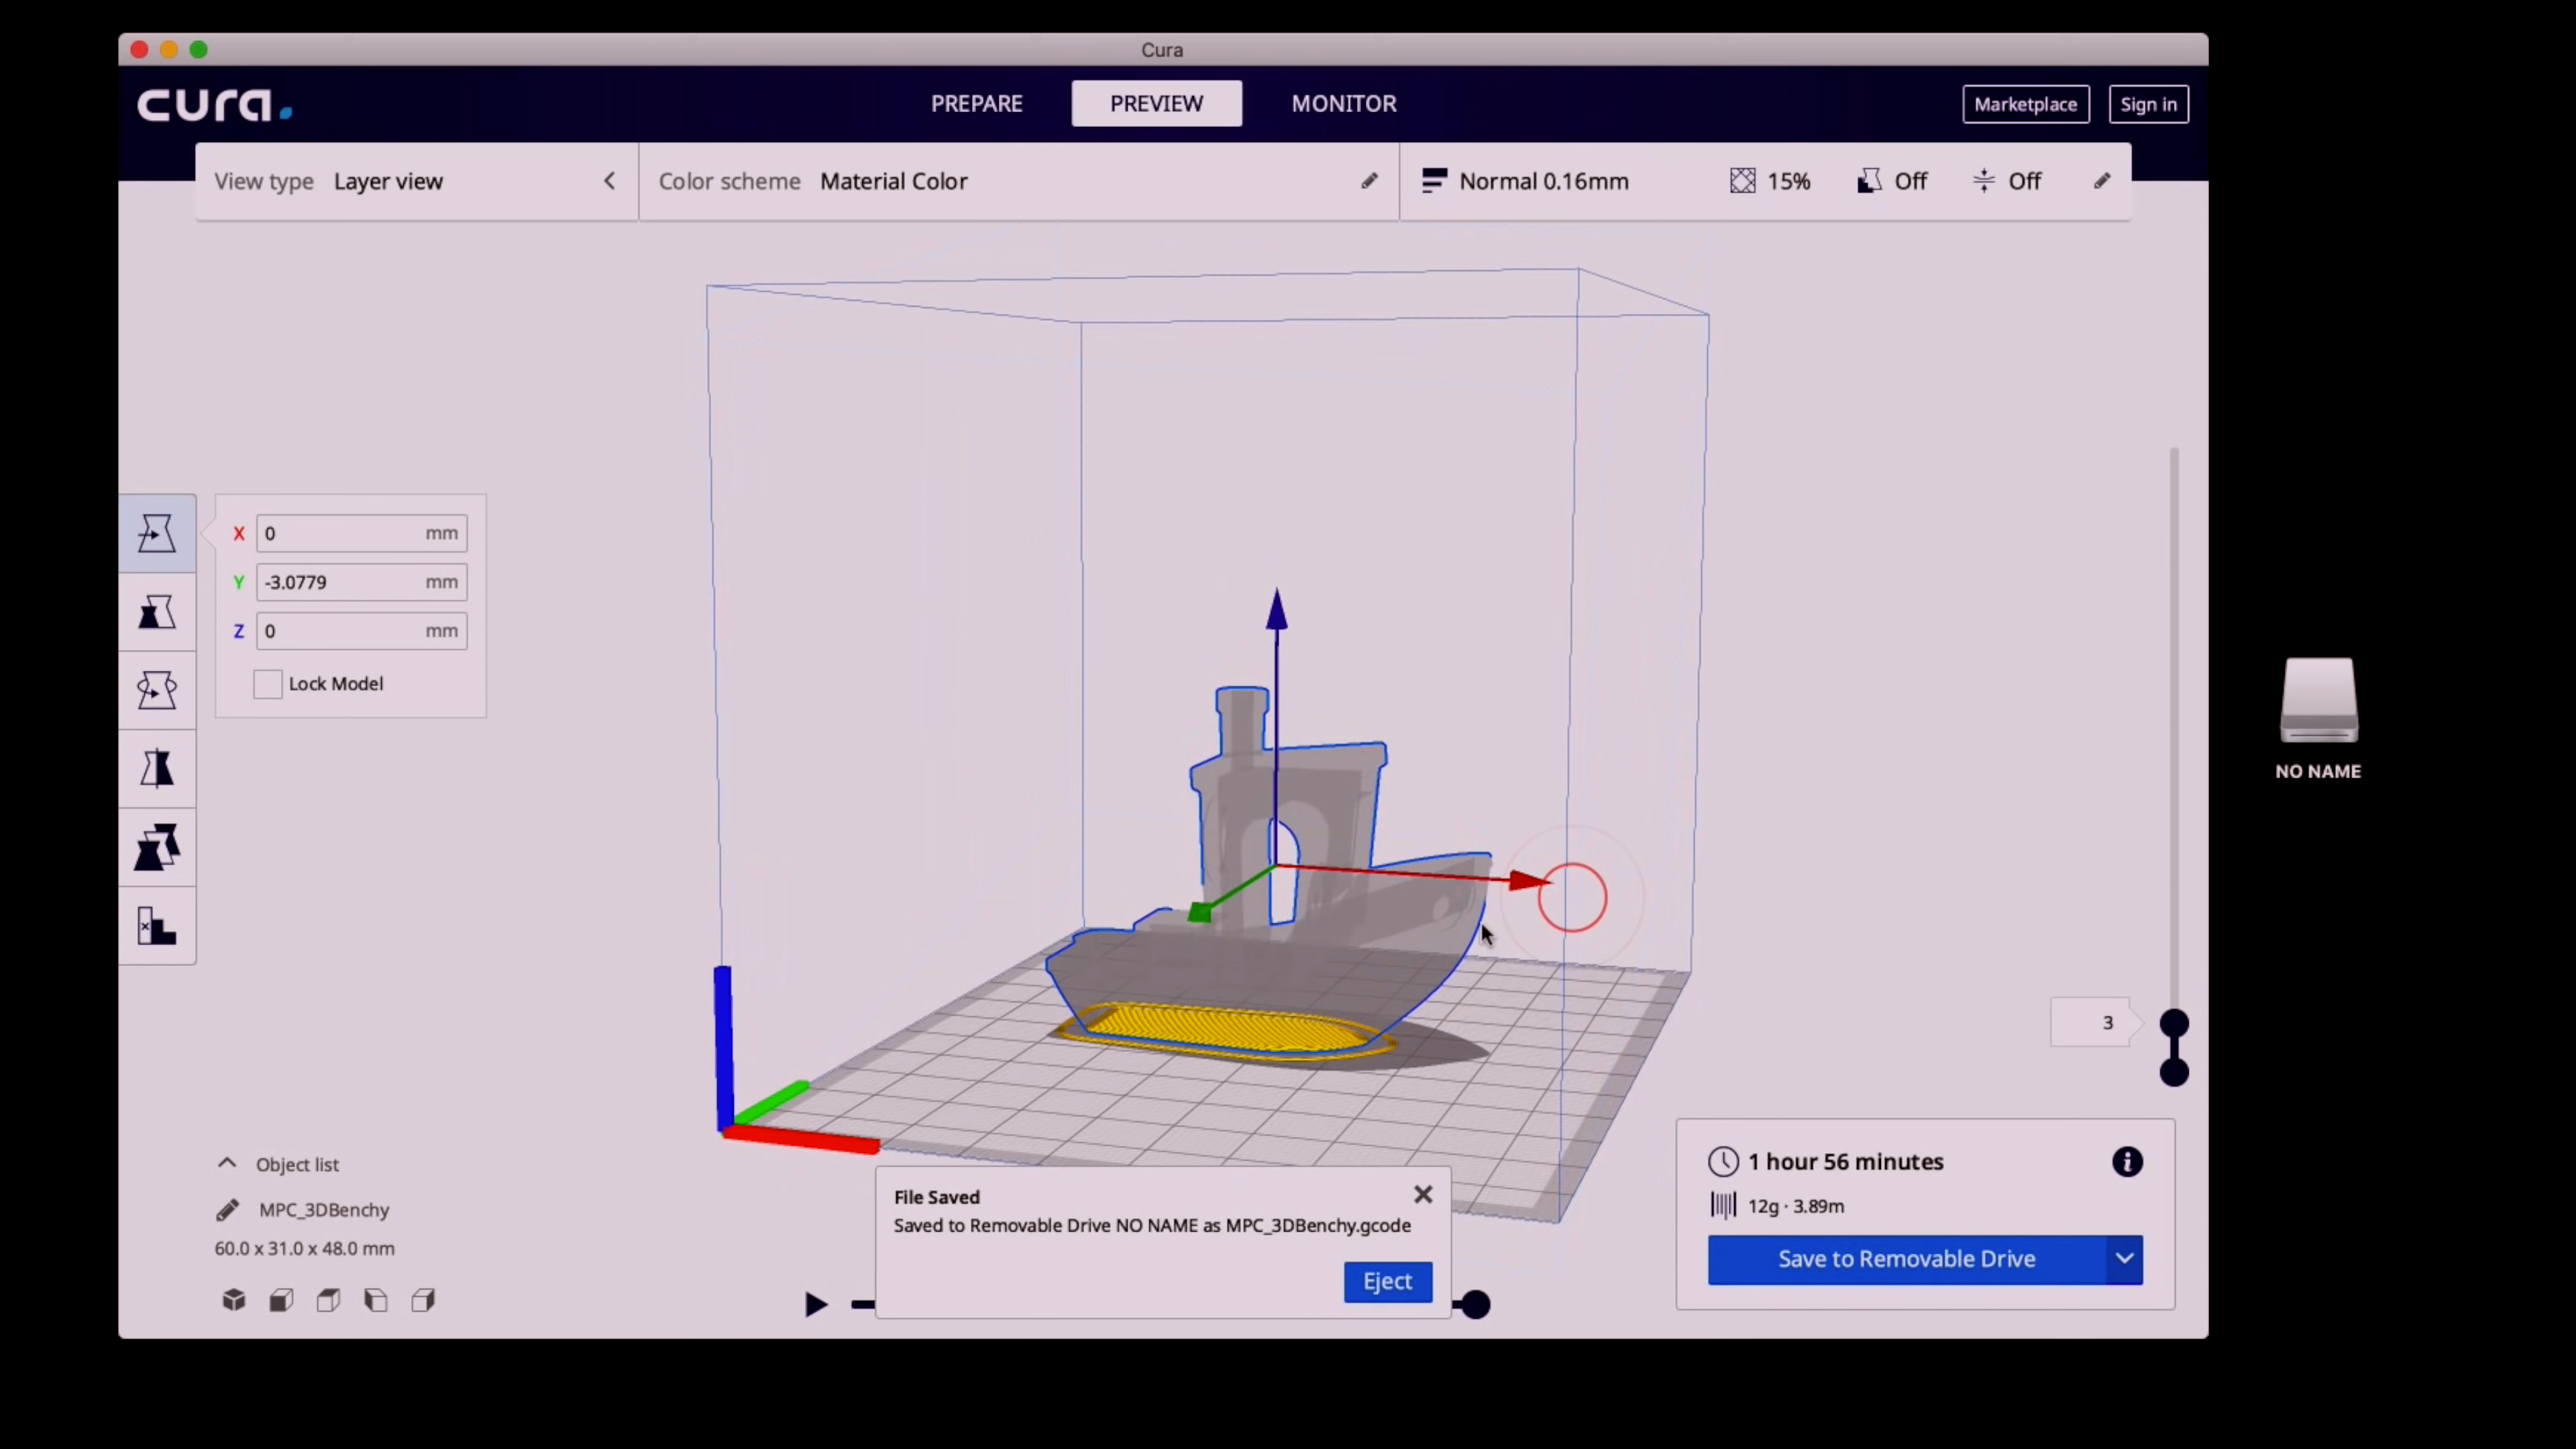 Cura
cura.
PREPARE
PREVIEW
MONITOR
Marketplace
Sign in
View type Layer view
Color scheme Material Color
Normal 0.16mm
15%
Off
Off
X 0 mm
Y -3.0779 mm
Z 0 mm
Lock Model
NO NAME
3
Object list
MPC_3DBenchy
60.0 x 31.0 x 48.0 mm
File Saved
Saved to Removable Drive NO NAME as MPC_3DBenchy.gcode
Eject
1 hour 56 minutes
12g · 3.89m
Save to Removable Drive